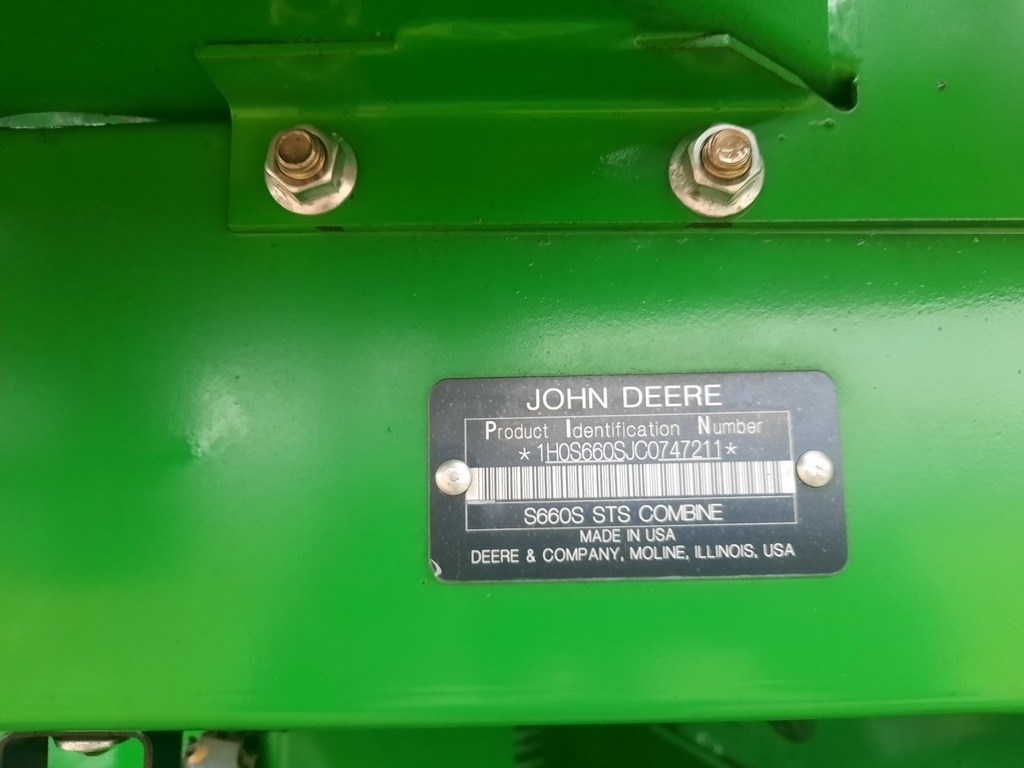 JOHN DEERE
Product Identification Number
*1H0S660SJC0747211*
S660S STS COMBINE
MADE IN USA
DEERE & COMPANY, MOLINE, ILLINOIS, USA